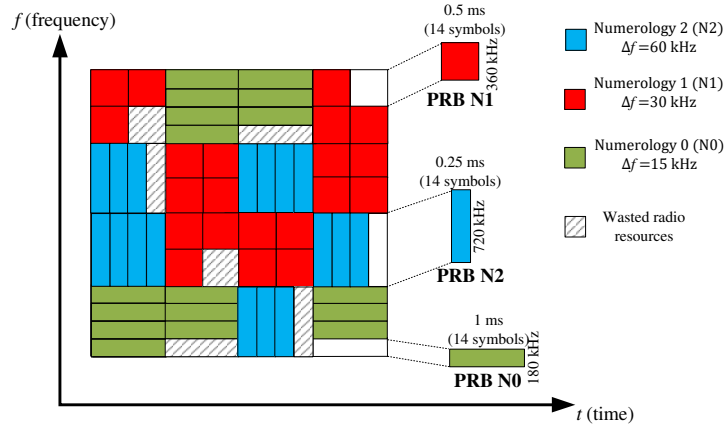 f (frequency)
0.5 ms
(14 symbols)
360 kHz
PRB N1
0.25 ms
(14 symbols)
720 kHz
PRB N2
1 ms
(14 symbols)
180 kHz
PRB N0
t (time)
Numerology 2 (N2)
Δf=60 kHz
Numerology 1 (N1)
Δf=30 kHz
Numerology 0 (N0)
Δf=15 kHz
Wasted radio
resources